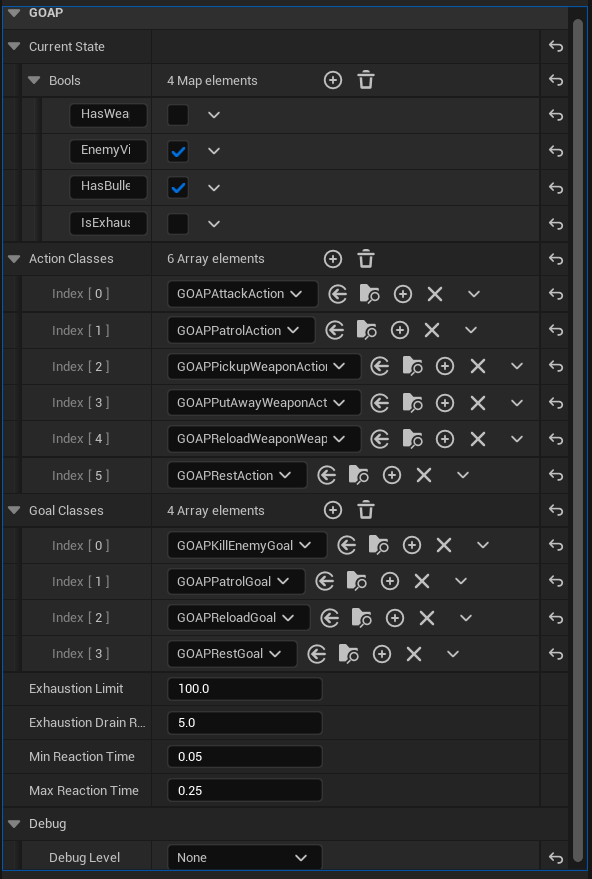 GOAP
Current State
Bools 4 Map elements
HasWea
EnemyVi
HasBulle
IsExhaus
Action Classes 6 Array elements
Index [ 0 ] GOAPAttackAction
Index [ 1 ] GOAPPatrolAction
Index [ 2 ] GOAPPickupWeaponAction
Index [ 3 ] GOAPPutAwayWeaponAct
Index [ 4 ] GOAPReloadWeaponWeap
Index [ 5 ] GOAPRestAction
Goal Classes 4 Array elements
Index [ 0 ] GOAPKillEnemyGoal
Index [ 1 ] GOAPPatrolGoal
Index [ 2 ] GOAPReloadGoal
Index [ 3 ] GOAPRestGoal
Exhaustion Limit 100.0
Exhaustion Drain R... 5.0
Min Reaction Time 0.05
Max Reaction Time 0.25
Debug
Debug Level None